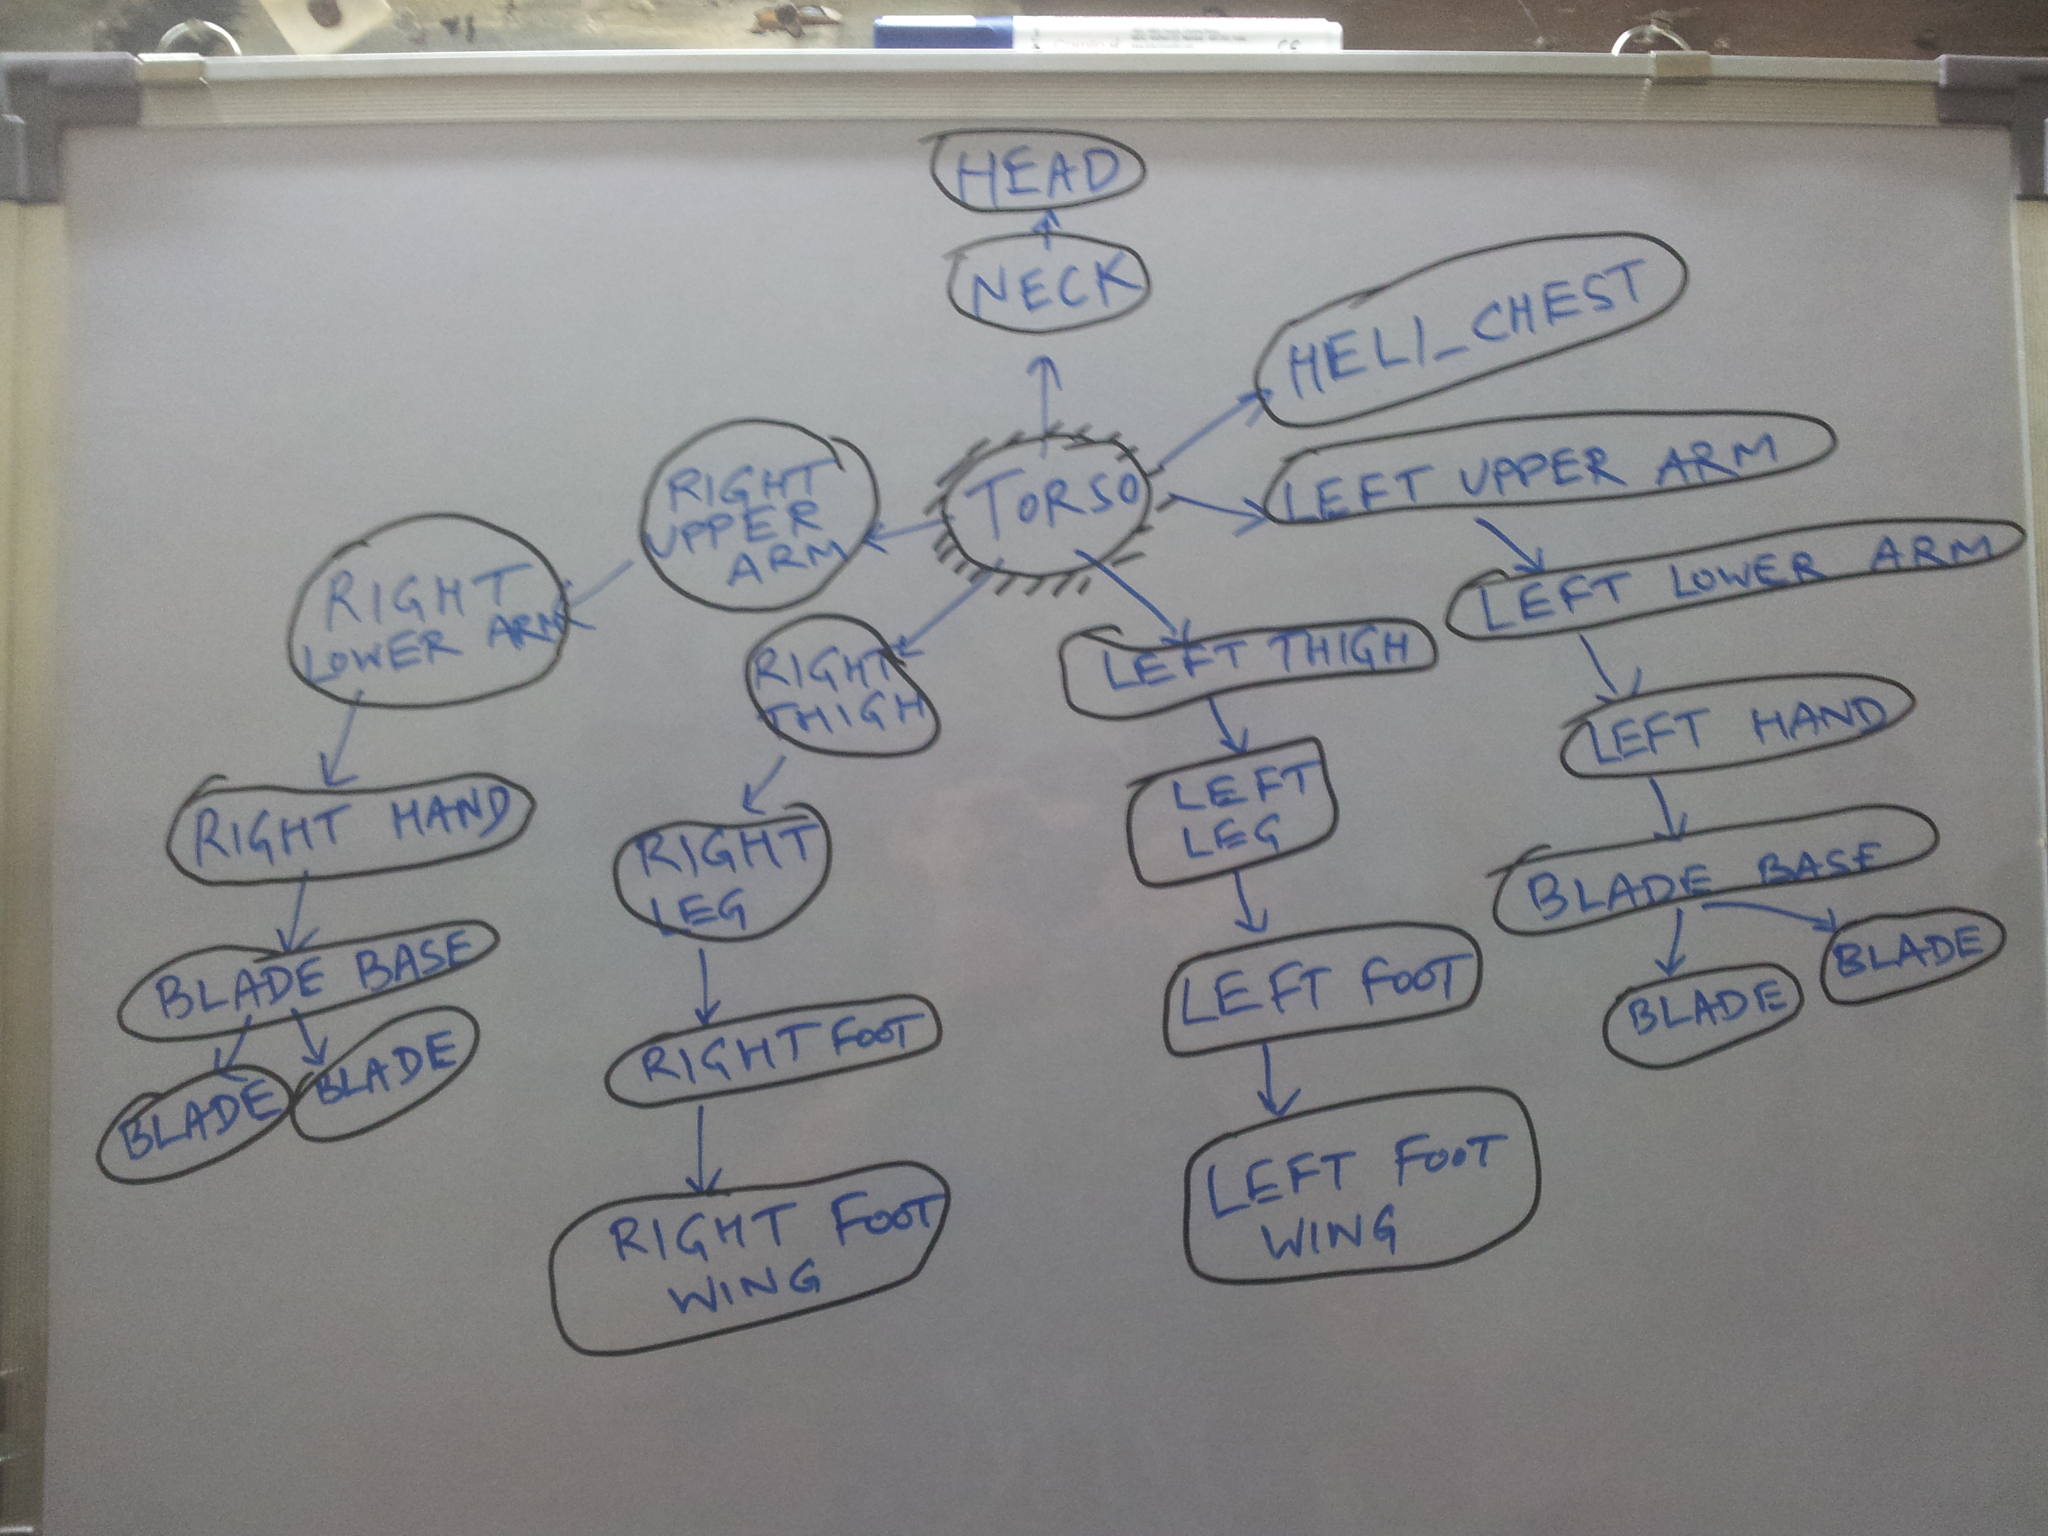 HEAD
NECK
HELI_CHEST
TORSO
LEFT UPPER ARM
RIGHT
UPPER
ARM
LEFT LOWER ARM
RIGHT
LOWER ARM
RIGHT
THIGH
LEFT THIGH
LEFT HAND
RIGHT HAND
LEFT
LEG
RIGHT
LEG
BLADE BASE
BLADE BASE
LEFT FOOT
BLADE
BLADE
RIGHT FOOT
BLADE
BLADE
LEFT FOOT
WING
RIGHT FOOT
WING